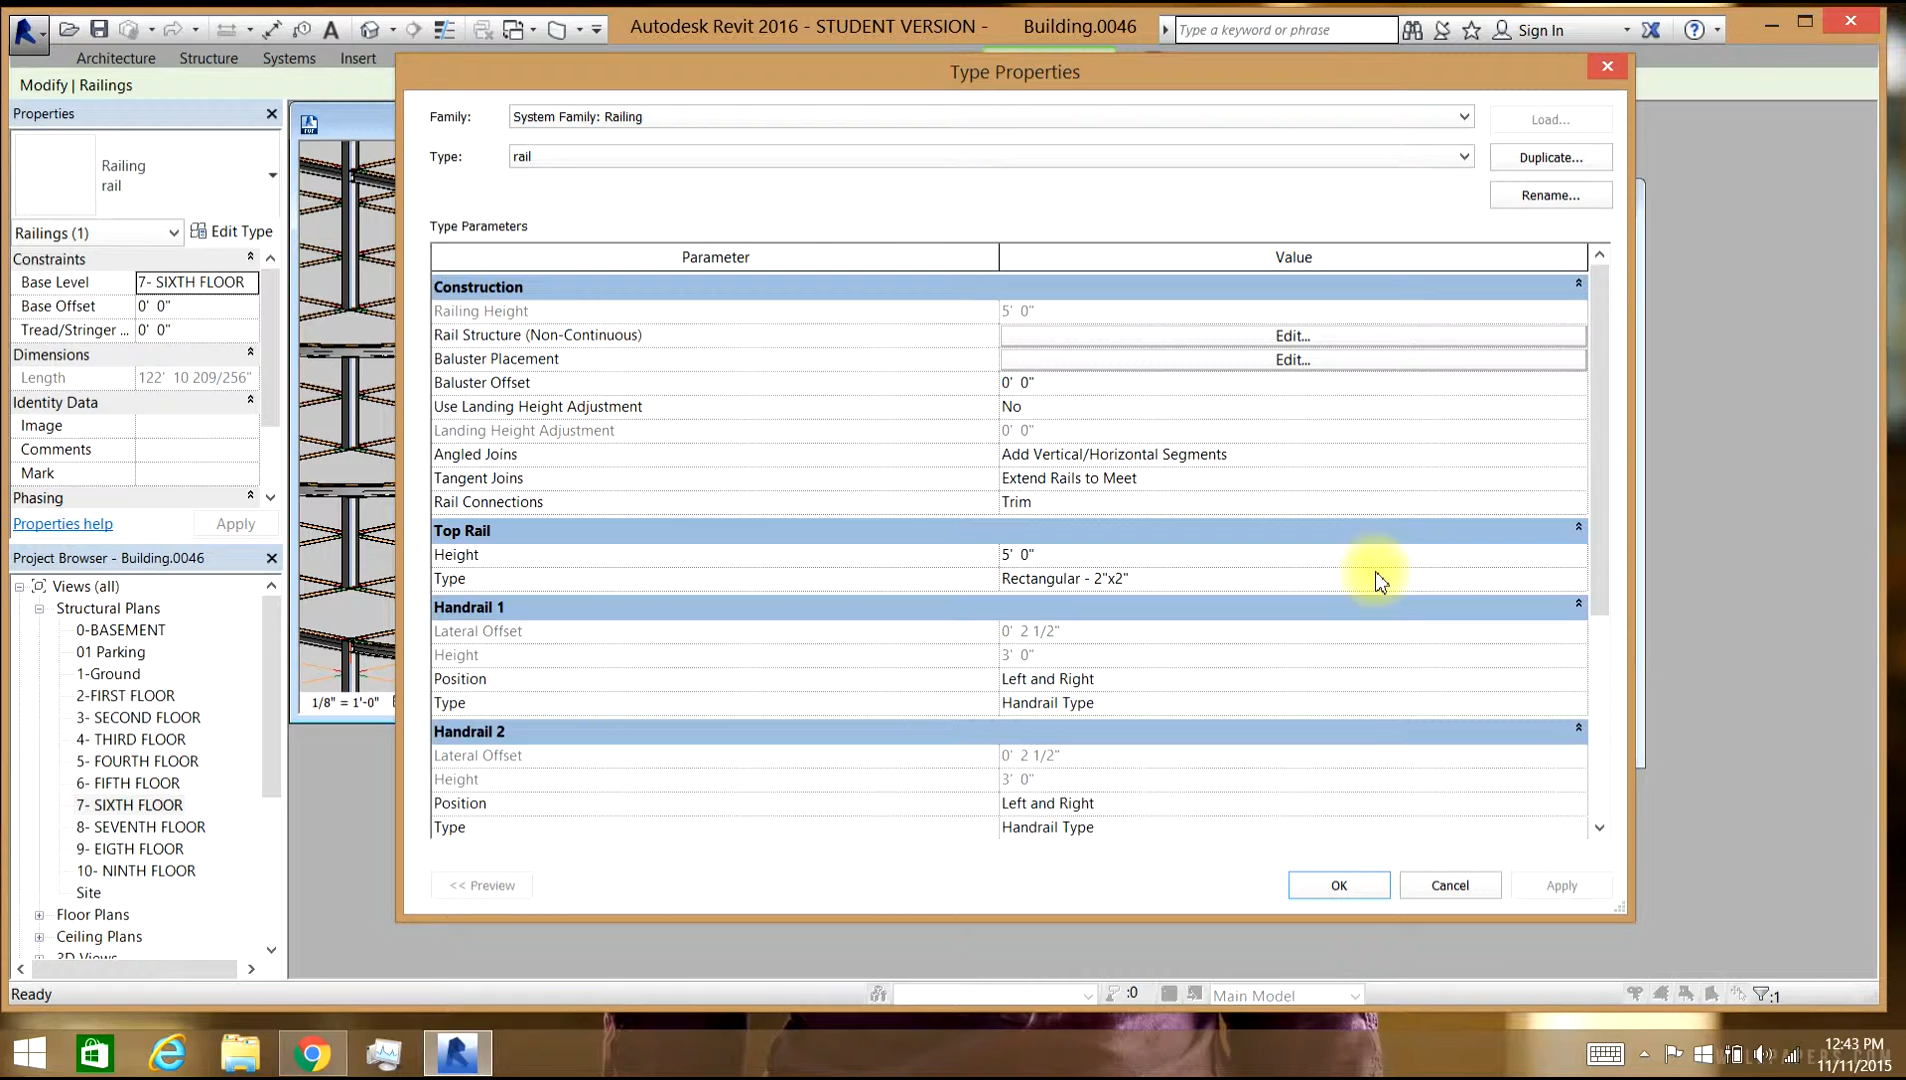 Autodesk Revit 2016 - STUDENT VERSION - Building.0046
Type a keyword or phrase
Sign In
Architecture Structure Systems Insert
Modify | Railings
Properties
Railing
rail
Railings (1)
Edit Type
Constraints
Base Level 7- SIXTH FLOOR
Base Offset 0' 0"
Tread/Stringer ... 0' 0"
Dimensions
Length 122' 10 209/256"
Identity Data
Image
Comments
Mark
Phasing
Properties help
Apply
Project Browser - Building.0046
Views (all)
Structural Plans
0-BASEMENT
01 Parking
1-Ground
2-FIRST FLOOR
3- SECOND FLOOR
4- THIRD FLOOR
5- FOURTH FLOOR
6- FIFTH FLOOR
7- SIXTH FLOOR
8- SEVENTH FLOOR
9- EIGTH FLOOR
10- NINTH FLOOR
Site
Floor Plans
Ceiling Plans
3D Views
1/8" = 1'-0"
Type Properties
Family: System Family: Railing
Load...
Type: rail
Duplicate...
Rename...
Type Parameters
Parameter Value
Construction
Railing Height 5' 0"
Rail Structure (Non-Continuous) Edit...
Baluster Placement Edit...
Baluster Offset 0' 0"
Use Landing Height Adjustment No
Landing Height Adjustment 0' 0"
Angled Joins Add Vertical/Horizontal Segments
Tangent Joins Extend Rails to Meet
Rail Connections Trim
Top Rail
Height 5' 0"
Type Rectangular - 2"x2"
Handrail 1
Lateral Offset 0' 2 1/2"
Height 3' 0"
Position Left and Right
Type Handrail Type
Handrail 2
Lateral Offset 0' 2 1/2"
Height 3' 0"
Position Left and Right
Type Handrail Type
<< Preview
OK
Cancel
Apply
Ready
:0
Main Model
:1
12:43 PM
11/11/2015